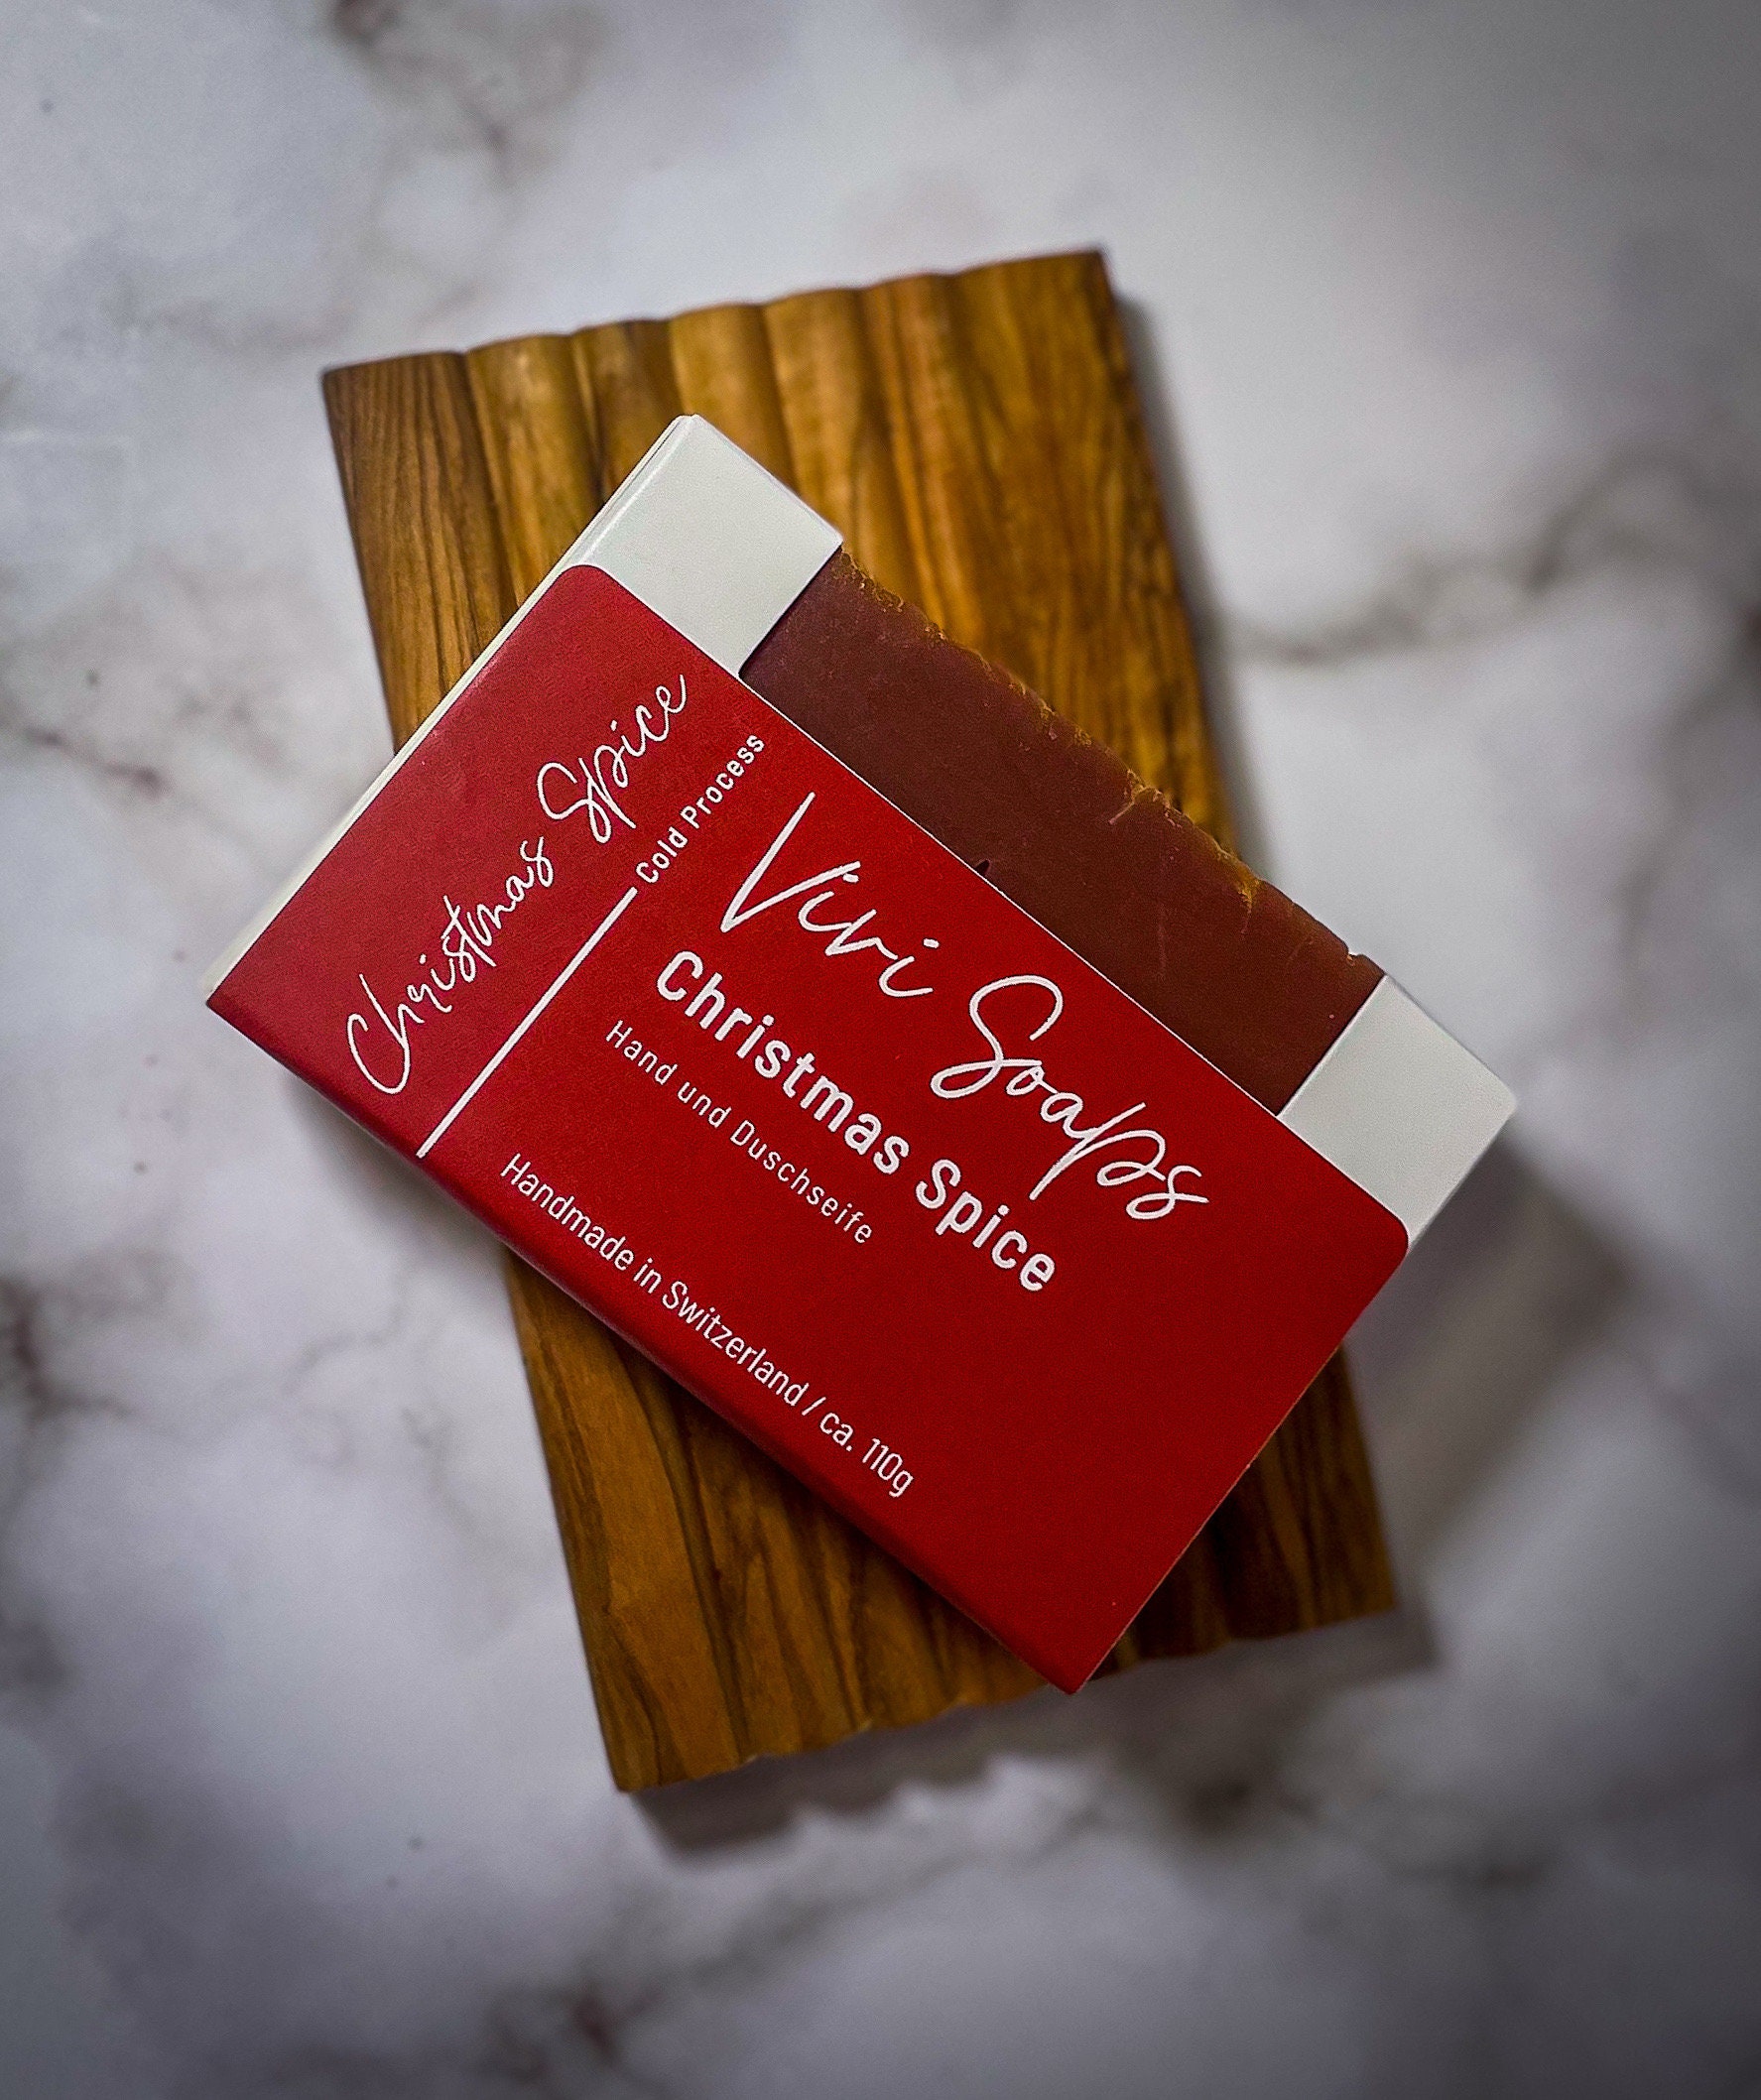 Christmas Spice
Cold Process
Vivi Soaps
Christmas Spice
Hand und Duschseife
Handmade in Switzerland / ca. 110g